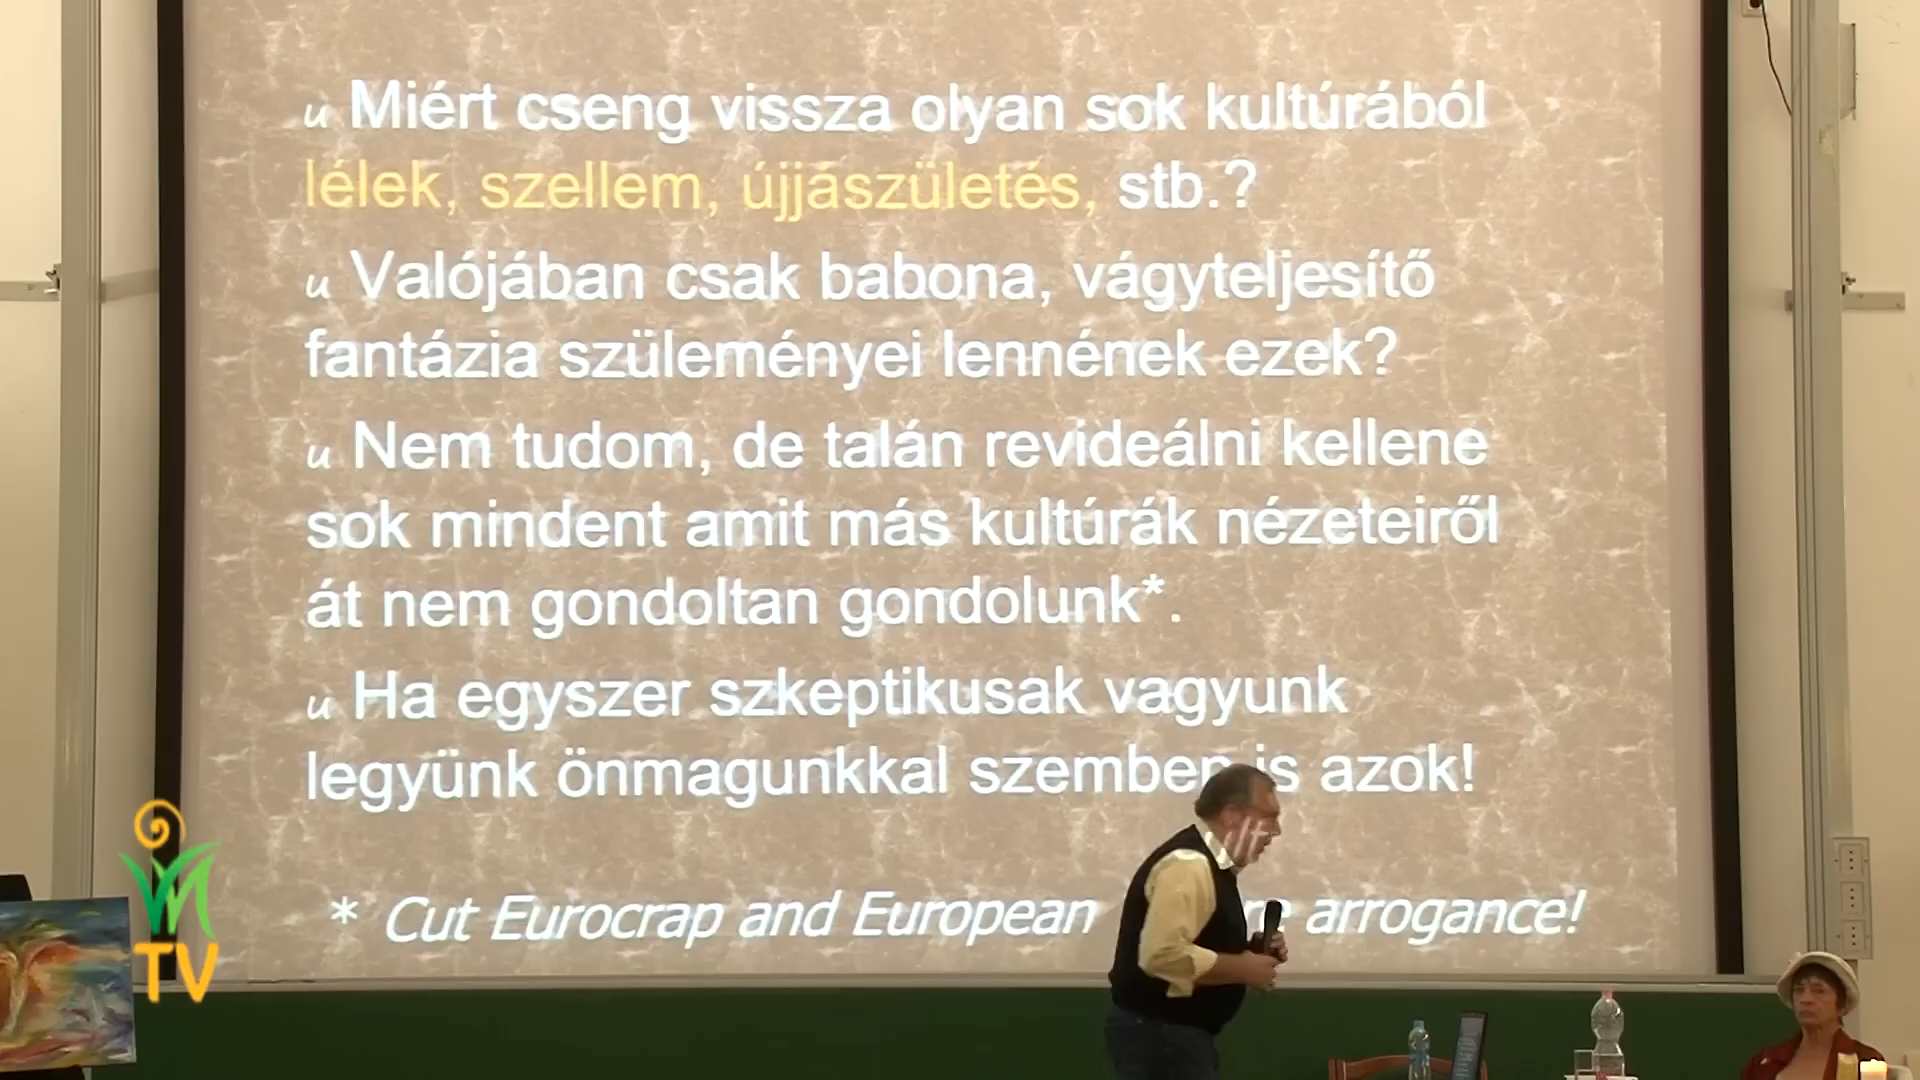 u Miért cseng vissza olyan sok kultúrából
lélek, szellem, újjászületés, stb.?
u Valójában csak babona, vágyteljesítő
fantázia szüleményei lennének ezek?
u Nem tudom, de talán revideálni kellene
sok mindent amit más kultúrák nézeteiről
át nem gondoltan gondolunk*.
u Ha egyszer szkeptikusak vagyunk
legyünk önmagunkkal szemben is azok!
* Cut Eurocrap and European arrogance!
VM
TV